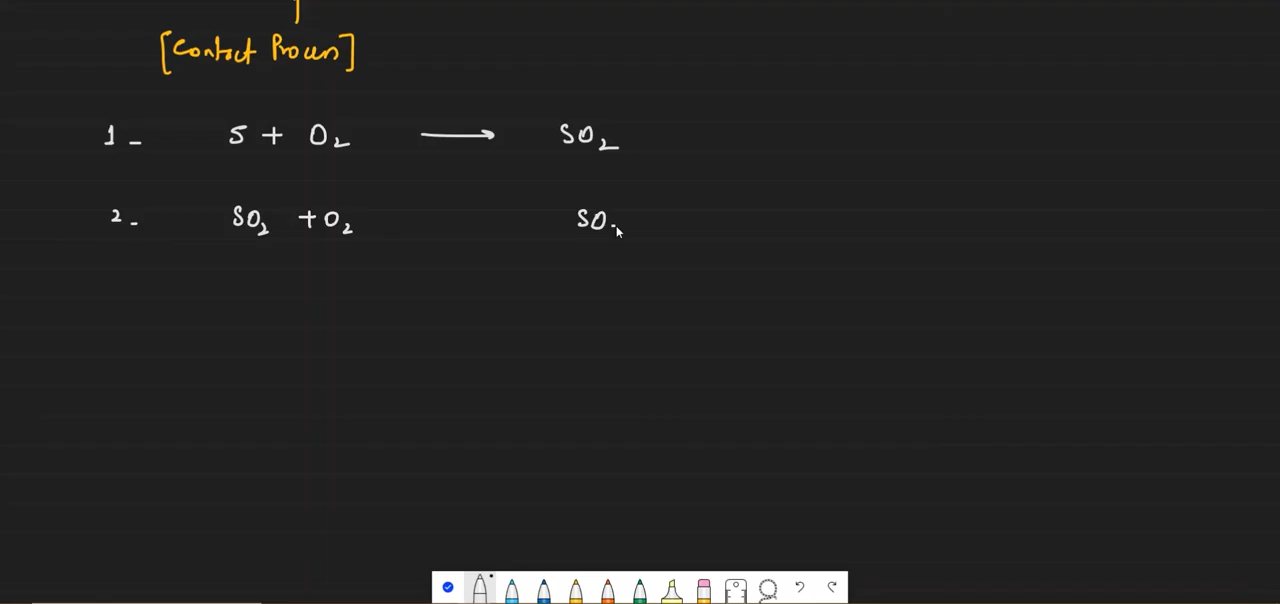 [Contact Process]
1 - S + O₂ ⟶ SO₂
2 - SO₂ + O₂ SO